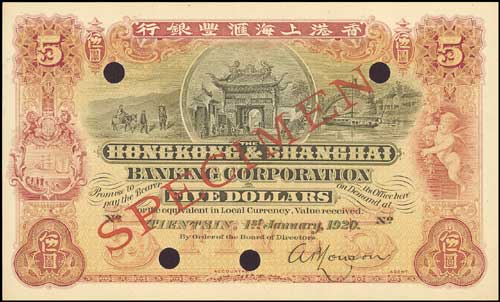 行銀豐滙海上港香
5 5
伍圓 伍圓
THE
HONGKONG & SHANGHAI
BANKING CORPORATION
Promise to pay the Bearer on Demand at its Office here
FIVE DOLLARS
or the equivalent in Local Currency, Value received.
No TIENTSIN, 1st January, 1920. No
By Order of the Board of Directors.
SPECIMEN
ACCOUNTANT AGENT.
伍圓 伍圓